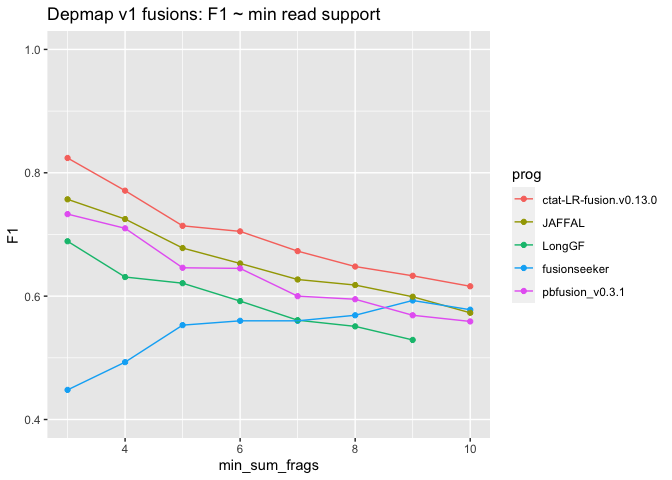 Depmap v1 fusions: F1 ~ min read support
1.0
0.8
0.6
0.4
F1
4 6 8 10
min_sum_frags
prog
ctat-LR-fusion.v0.13.0
JAFFAL
LongGF
fusionseeker
pbfusion_v0.3.1